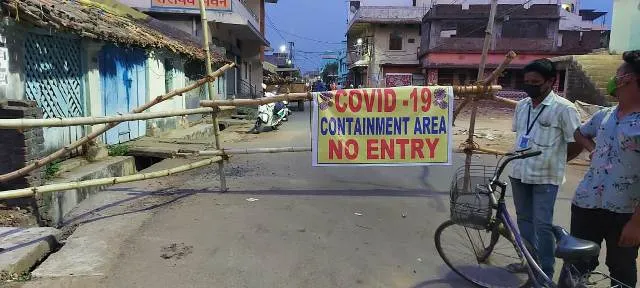 COVID -19
CONTAINMENT AREA
NO ENTRY